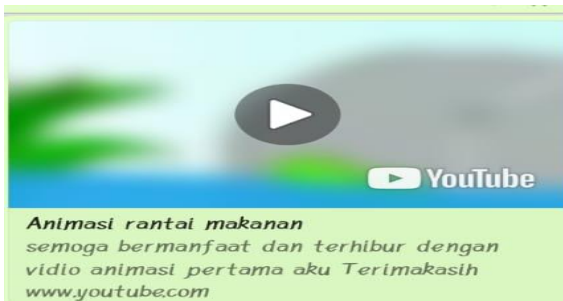 YouTube
Animasi rantai makanan
semoga bermanfaat dan terhibur dengan
vidio animasi pertama aku Terimakasih
www.youtube.com